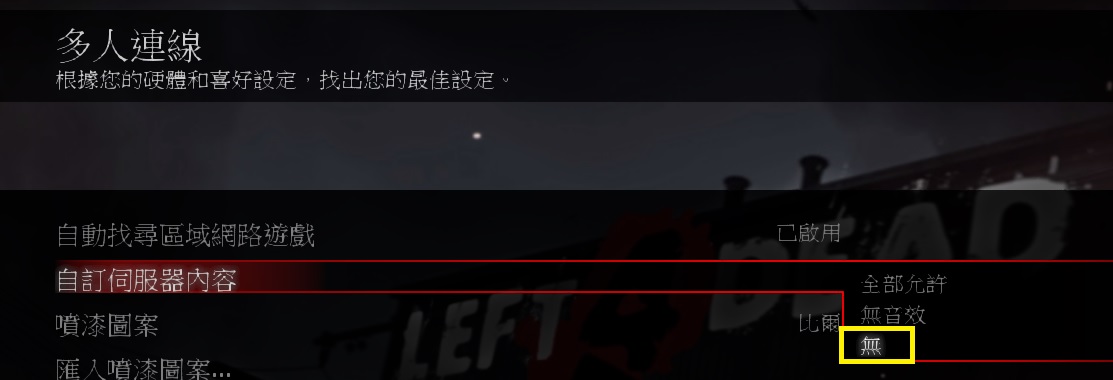 多人連線
根據您的硬體和喜好設定，找出您的最佳設定。
自動找尋區域網路遊戲 已啟用
自訂伺服器內容
全部允許
無音效
噴漆圖案 比爾
無
匯入噴漆圖案...
LEFT 4 DEAD